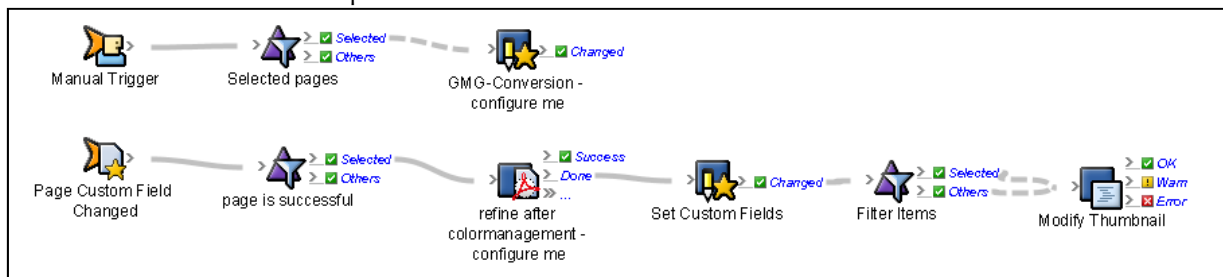 Selected
Others
Changed
Manual Trigger
Selected pages
GMG-Conversion -
configure me
Selected
Others
Success
Done
...
Changed
Selected
Others
OK
Warn
Error
Page Custom Field
Changed
page is successful
refine after
colormanagement -
configure me
Set Custom Fields
Filter Items
Modify Thumbnail